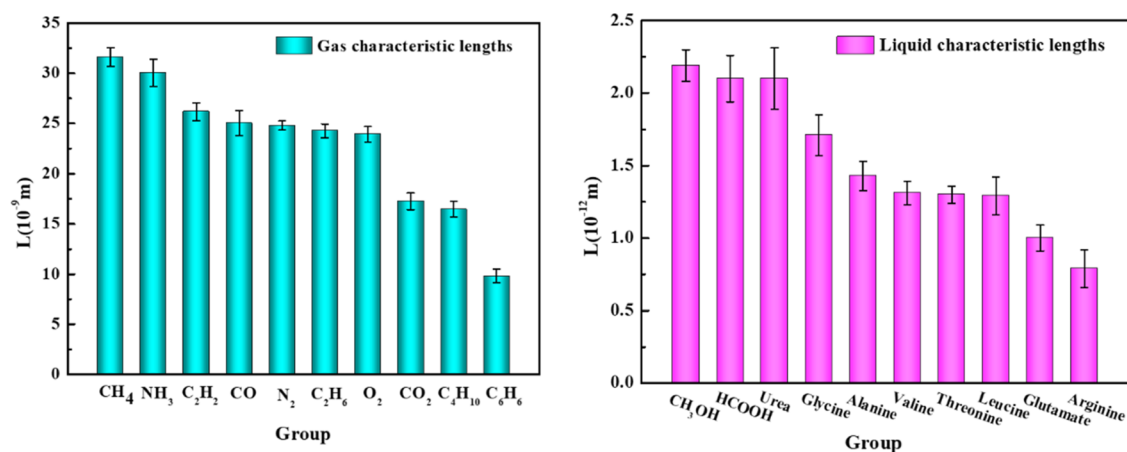 Gas characteristic lengths
L(10⁻⁹m)
35
30
25
20
15
10
5
0
CH₄ NH₃ C₂H₂ CO N₂ C₂H₆ O₂ CO₂ C₄H₁₀ C₆H₆
Group
Liquid characteristic lengths
L(10⁻¹²m)
2.5
2.0
1.5
1.0
0.5
0.0
CH₃OH HCOOH Urea Glycine Alanine Valine Threonine Leucine Glutamate Arginine
Group